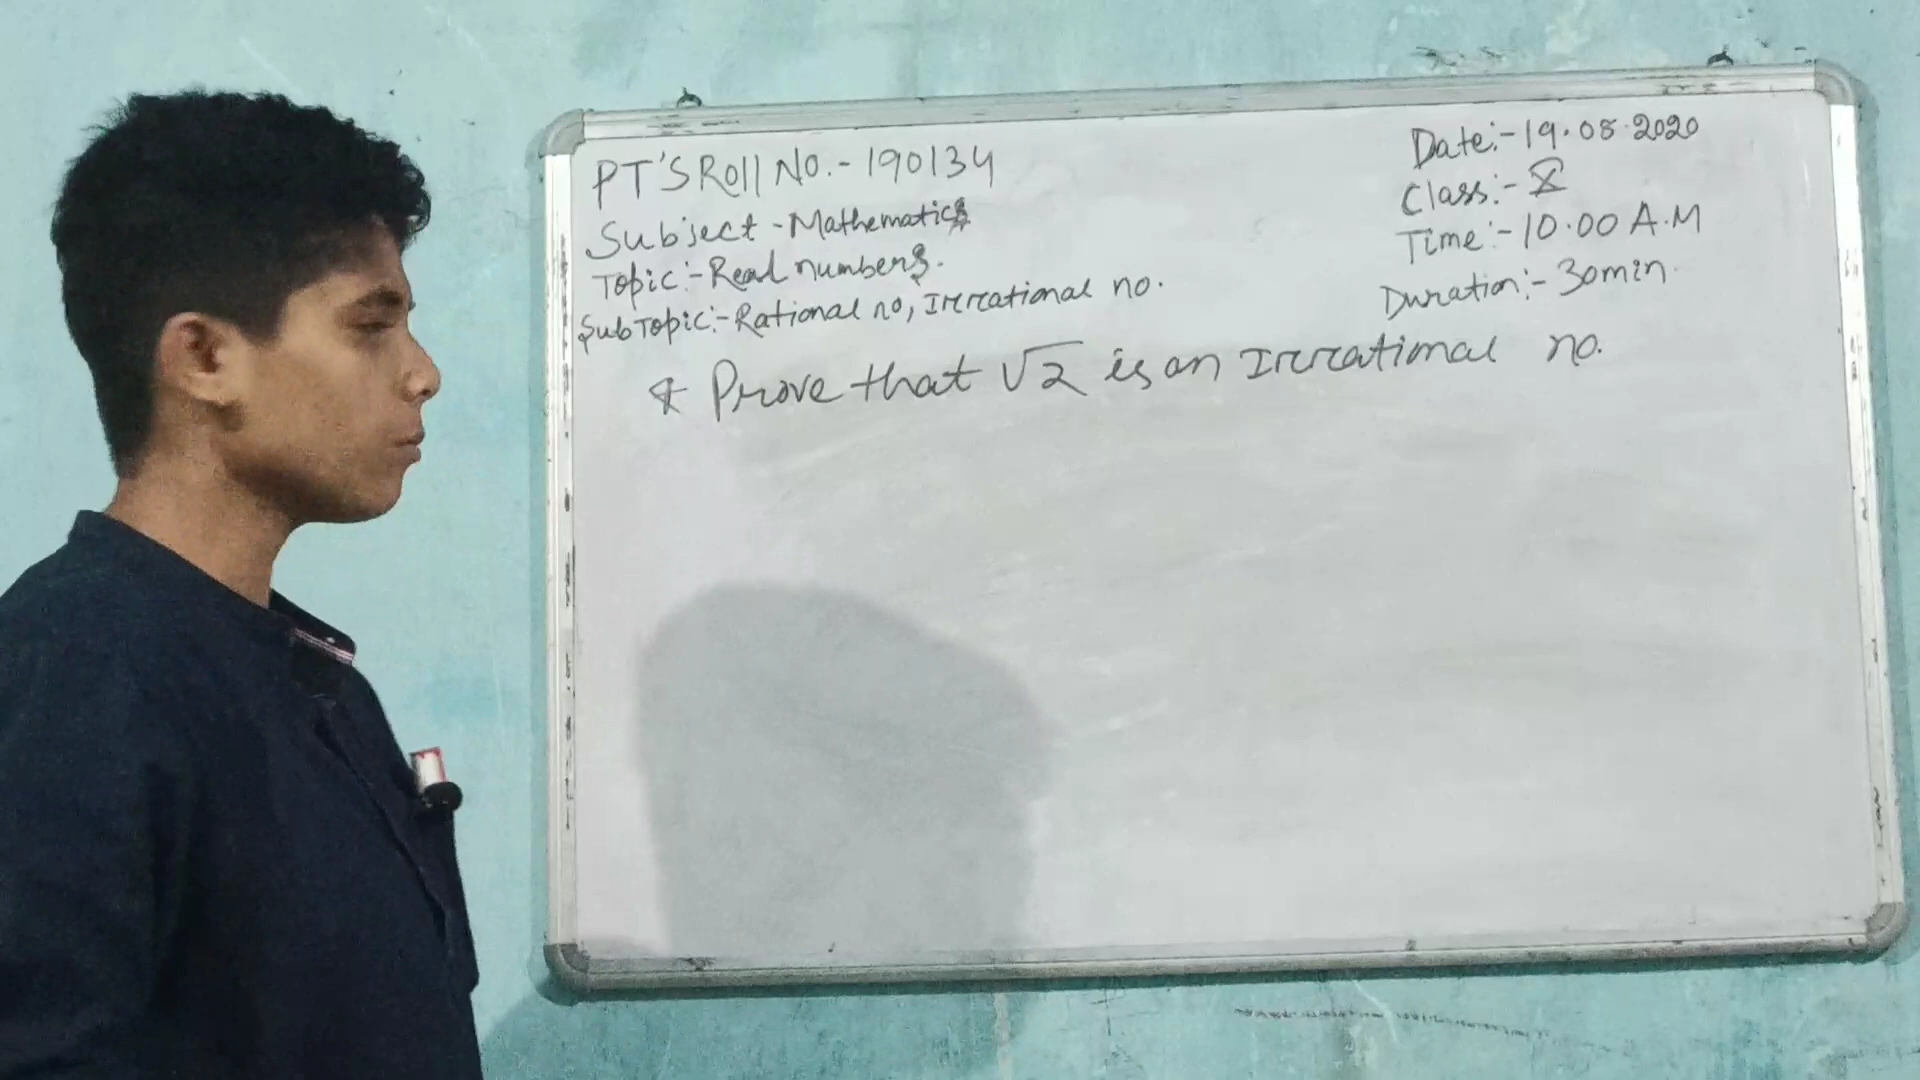 PT'S Roll No.- 190134
Subject - Mathematics
Topic:- Real numbers.
SubTopic:- Rational no, Irrational no.
Date:- 19.08.2020
Class:- X
Time:- 10.00 A.M
Duration:- 30min.
* Prove that √2 is an Irrational no.